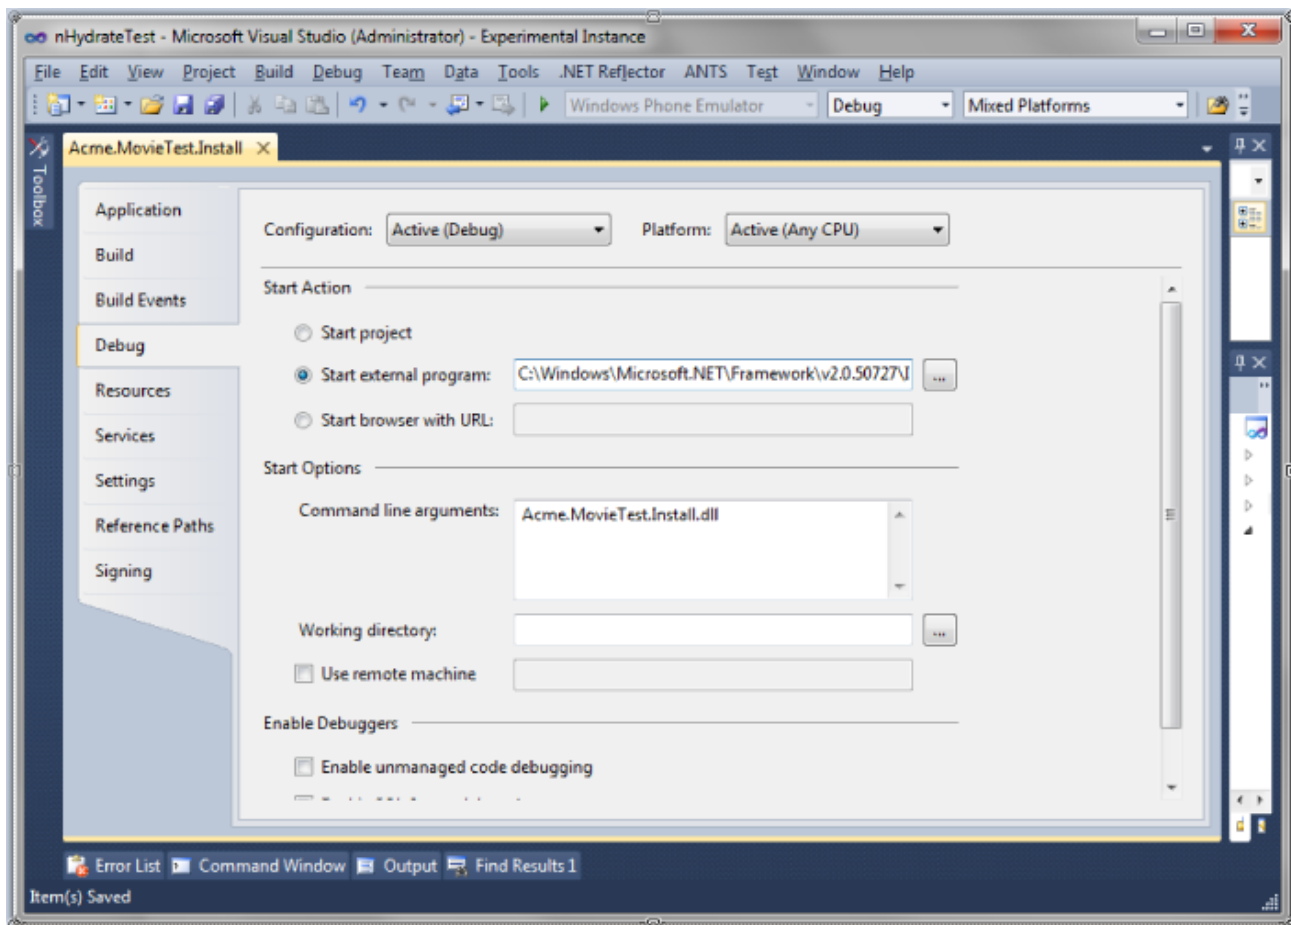 nHydrateTest - Microsoft Visual Studio (Administrator) - Experimental Instance
File Edit View Project Build Debug Team Data Tools .NET Reflector ANTS Test Window Help
Windows Phone Emulator Debug Mixed Platforms
Toolbox
Acme.MovieTest.Install
Application
Build
Build Events
Debug
Resources
Services
Settings
Reference Paths
Signing
Configuration: Active (Debug) Platform: Active (Any CPU)
Start Action
Start project
Start external program: C:\Windows\Microsoft.NET\Framework\v2.0.50727\I
...
Start browser with URL:
Start Options
Command line arguments: Acme.MovieTest.Install.dll
Working directory:
...
Use remote machine
Enable Debuggers
Enable unmanaged code debugging
Error List Command Window Output Find Results 1
Item(s) Saved